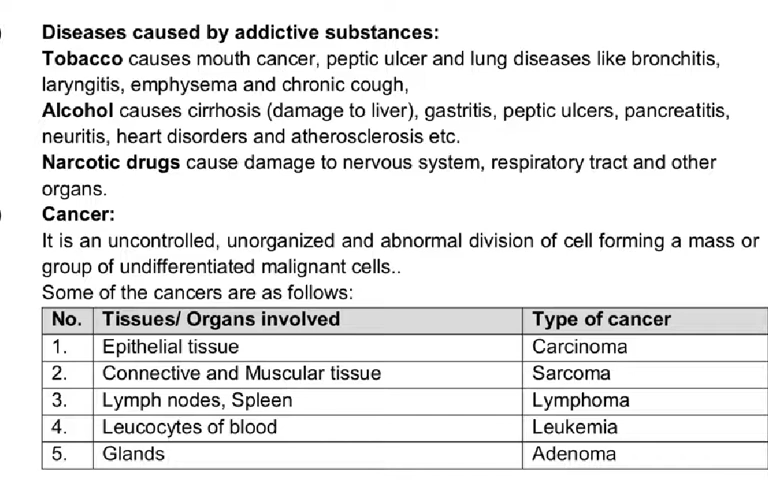 Diseases caused by addictive substances:
Tobacco causes mouth cancer, peptic ulcer and lung diseases like bronchitis,
laryngitis, emphysema and chronic cough,
Alcohol causes cirrhosis (damage to liver), gastritis, peptic ulcers, pancreatitis,
neuritis, heart disorders and atherosclerosis etc.
Narcotic drugs cause damage to nervous system, respiratory tract and other
organs.
Cancer:
It is an uncontrolled, unorganized and abnormal division of cell forming a mass or
group of undifferentiated malignant cells..
Some of the cancers are as follows:
No. Tissues/ Organs involved Type of cancer
1. Epithelial tissue Carcinoma
2. Connective and Muscular tissue Sarcoma
3. Lymph nodes, Spleen Lymphoma
4. Leucocytes of blood Leukemia
5. Glands Adenoma